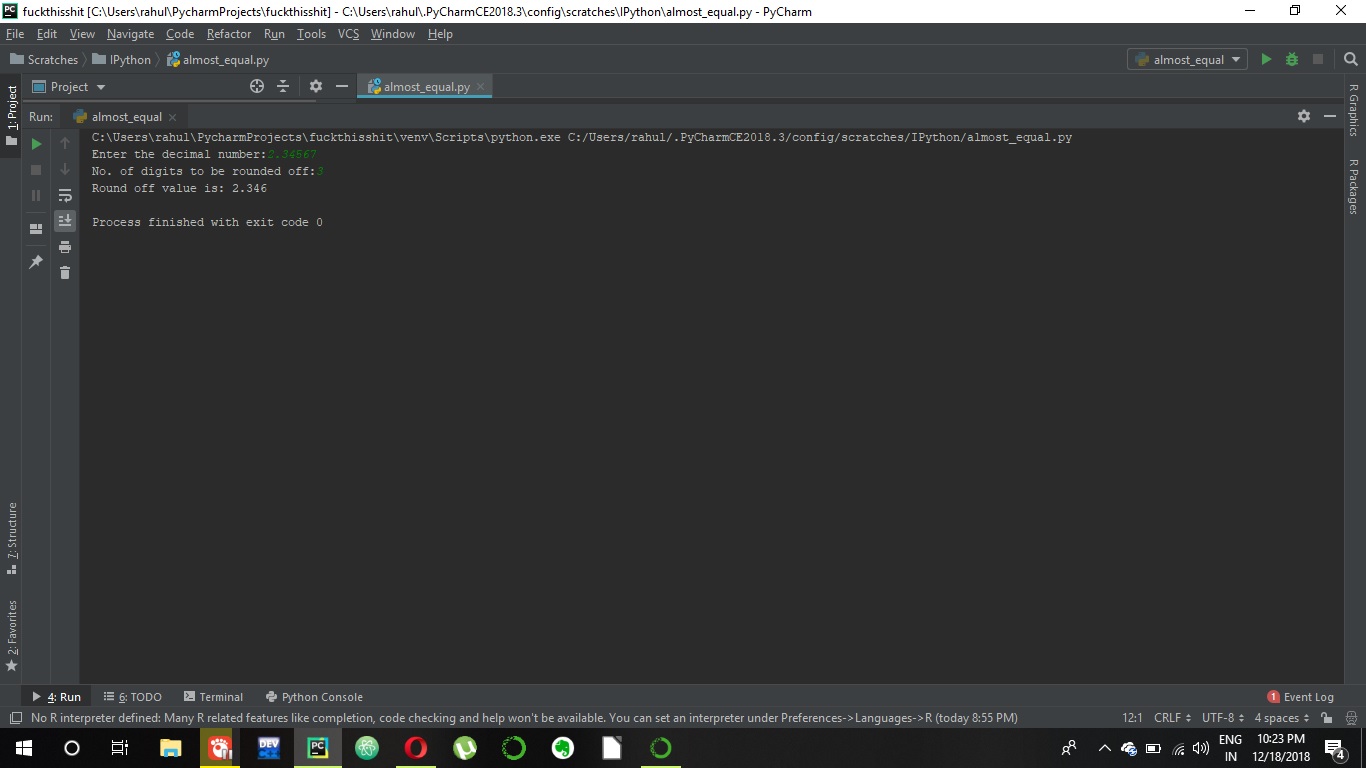 fuckthisshit [C:\Users\rahul\PycharmProjects\fuckthisshit] - C:\Users\rahul\.PyCharmCE2018.3\config\scratches\IPython\almost_equal.py - PyCharm
File Edit View Navigate Code Refactor Run Tools VCS Window Help
Scratches IPython almost_equal.py almost_equal
1: Project Project almost_equal.py R Graphics
Run: almost_equal
C:\Users\rahul\PycharmProjects\fuckthisshit\venv\Scripts\python.exe C:/Users/rahul/.PyCharmCE2018.3/config/scratches/IPython/almost_equal.py
Enter the decimal number:2.34567
No. of digits to be rounded off:3
Round off value is: 2.346
R Packages
Process finished with exit code 0
7: Structure
2: Favorites
4: Run 6: TODO Terminal Python Console 1 Event Log
No R interpreter defined: Many R related features like completion, code checking and help won't be available. You can set an interpreter under Preferences->Languages->R (today 8:55 PM) 12:1 CRLF UTF-8 4 spaces
DEV PC ENG 10:23 PM
IN 12/18/2018 4